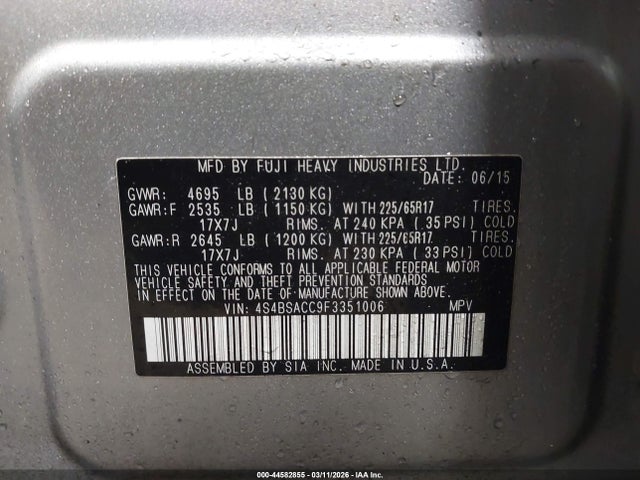 MFD BY FUJI HEAVY INDUSTRIES LTD.
DATE: 06/15
GVWR: 4695 LB ( 2130 KG)
GAWR:F 2535 LB ( 1150 KG) WITH 225/65R17 TIRES.
17X7J RIMS. AT 240 KPA ( 35 PSI) COLD
GAWR:R 2645 LB ( 1200 KG) WITH 225/65R17 TIRES.
17X7J RIMS. AT 230 KPA ( 33 PSI) COLD
THIS VEHICLE CONFORMS TO ALL APPLICABLE FEDERAL MOTOR
VEHICLE SAFETY BUMPER, AND THEFT PREVENTION STANDARDS
IN EFFECT ON THE DATE OF MANUFACTURE SHOWN ABOVE.
VIN: 4S4BSACC9F3351006 MPV
ASSEMBLED BY SIA INC. MADE IN U.S.A.
000-44582855 - 03/11/2026 - IAAI.COM